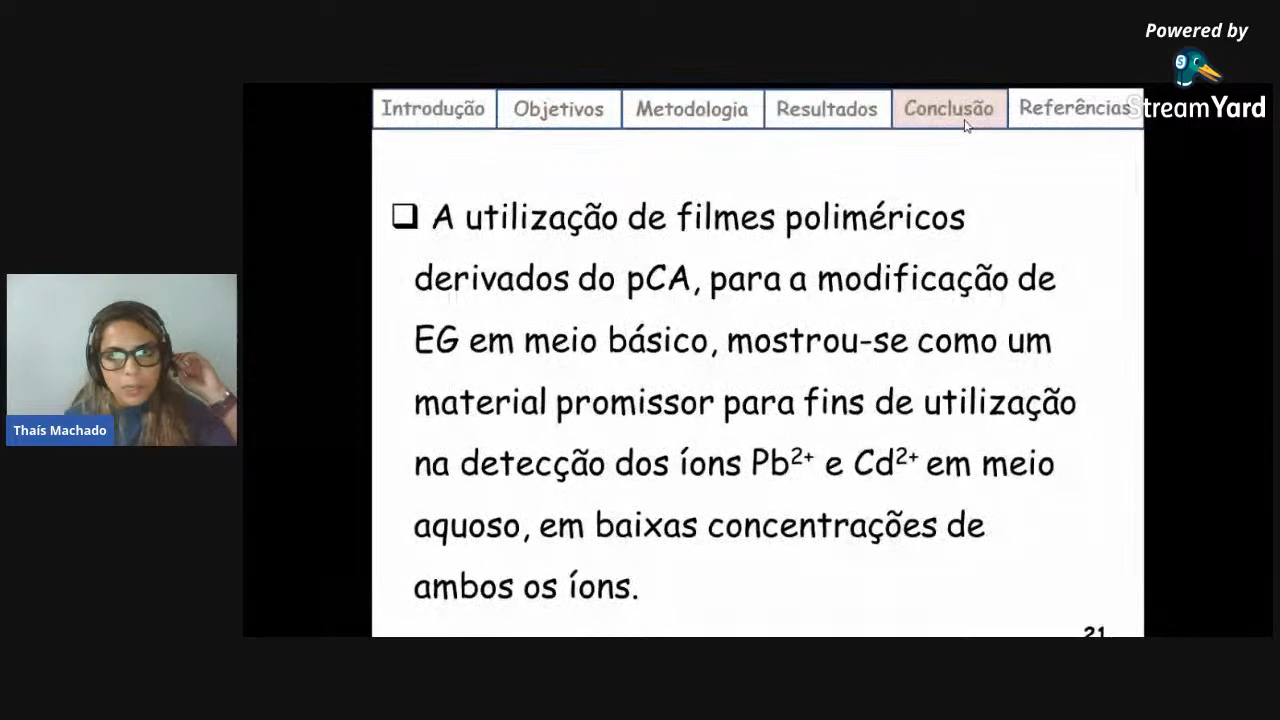 Powered by
StreamYard
Introdução Objetivos Metodologia Resultados Conclusão Referências
❑ A utilização de filmes poliméricos
derivados do pCA, para a modificação de
EG em meio básico, mostrou-se como um
material promissor para fins de utilização
na detecção dos íons Pb²⁺ e Cd²⁺ em meio
aquoso, em baixas concentrações de
ambos os íons.
21
Thaís Machado